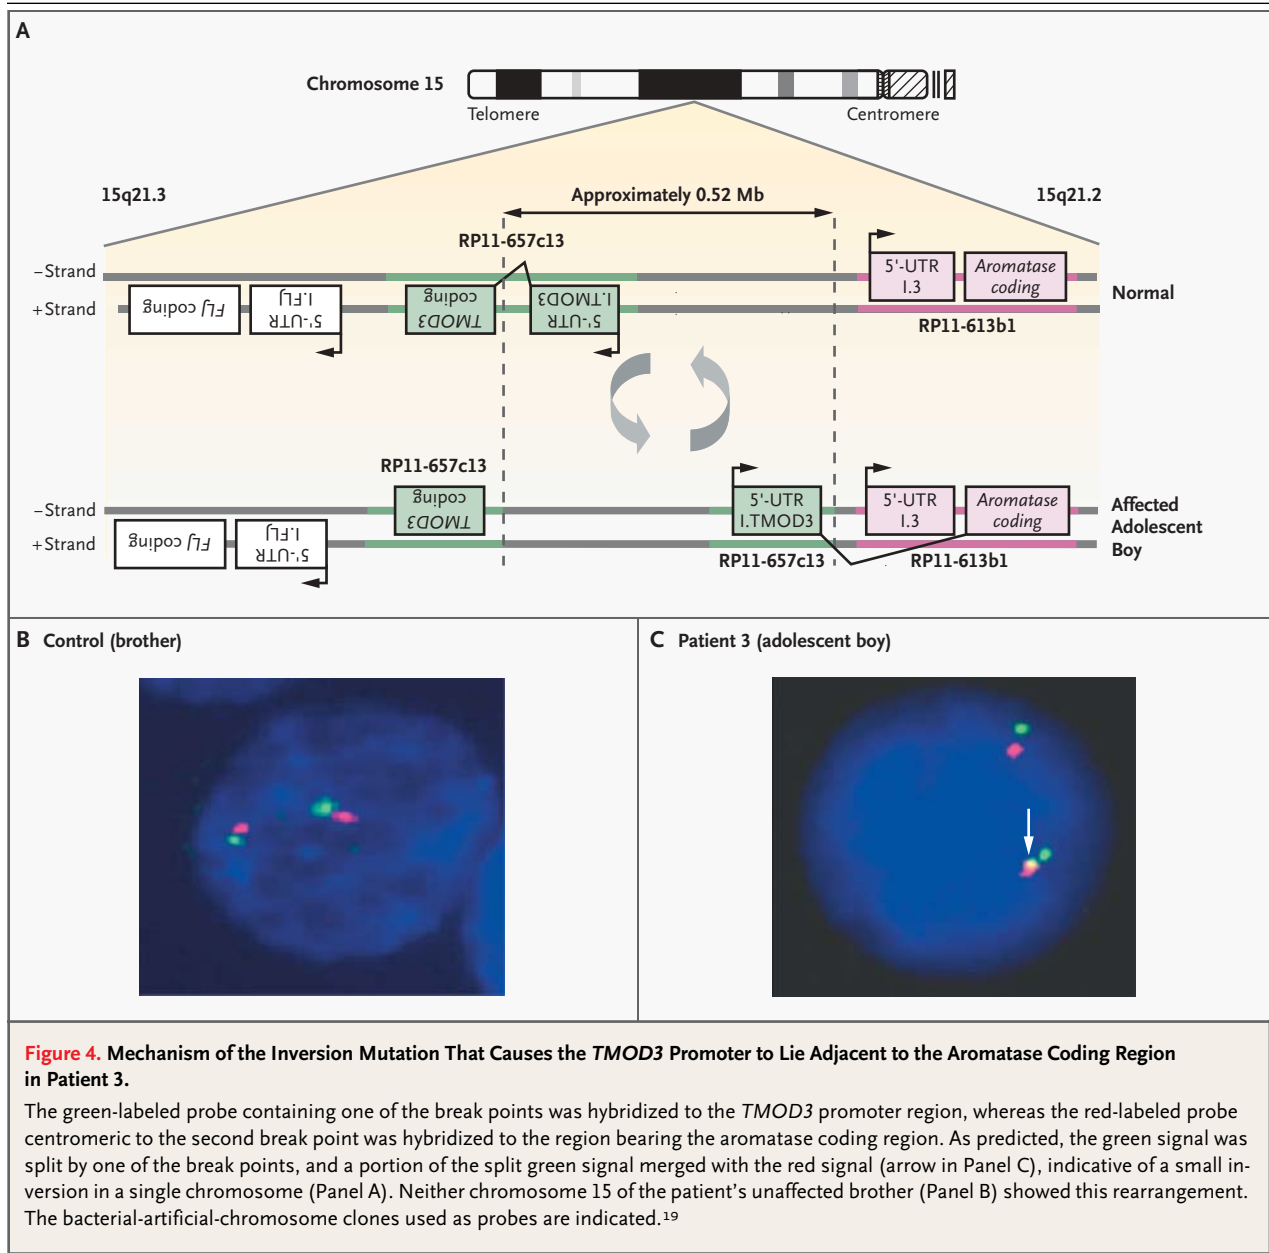 A
Chromosome 15
Telomere
Centromere
15q21.3
Approximately 0.52 Mb
15q21.2
RP11-657c13
–Strand
+Strand
FLJ coding
5'-UTR
I.FLJ
TMOD3
coding
5'-UTR
I.TMOD3
5'-UTR
I.3
Aromatase
coding
RP11-613b1
Normal
RP11-657c13
–Strand
+Strand
FLJ coding
5'-UTR
I.FLJ
TMOD3
coding
5'-UTR
I.TMOD3
5'-UTR
I.3
Aromatase
coding
RP11-657c13
RP11-613b1
Affected
Adolescent
Boy
B Control (brother)
C Patient 3 (adolescent boy)
Figure 4. Mechanism of the Inversion Mutation That Causes the TMOD3 Promoter to Lie Adjacent to the Aromatase Coding Region
in Patient 3.
The green-labeled probe containing one of the break points was hybridized to the TMOD3 promoter region, whereas the red-labeled probe
centromeric to the second break point was hybridized to the region bearing the aromatase coding region. As predicted, the green signal was
split by one of the break points, and a portion of the split green signal merged with the red signal (arrow in Panel C), indicative of a small in-
version in a single chromosome (Panel A). Neither chromosome 15 of the patient's unaffected brother (Panel B) showed this rearrangement.
The bacterial-artificial-chromosome clones used as probes are indicated.¹⁹